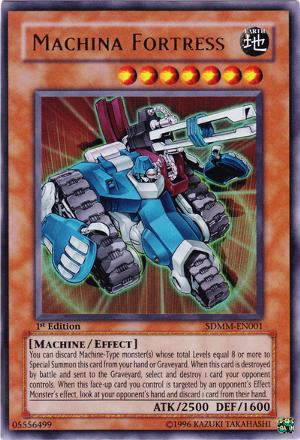 MACHINA FORTRESS
EARTH
地
1st Edition
SDMM-EN001
[MACHINE / EFFECT]
You can discard Machine-Type monster(s) whose total Levels equal 8 or more to
Special Summon this card from your hand or Graveyard. When this card is destroyed
by battle and sent to the Graveyard, select and destroy 1 card your opponent
controls. When this face-up card you control is targeted by an opponent's Effect
Monster's effect, look at your opponent's hand and discard 1 card from their hand.
ATK/2500 DEF/1600
05556499
©1996 KAZUKI TAKAHASHI